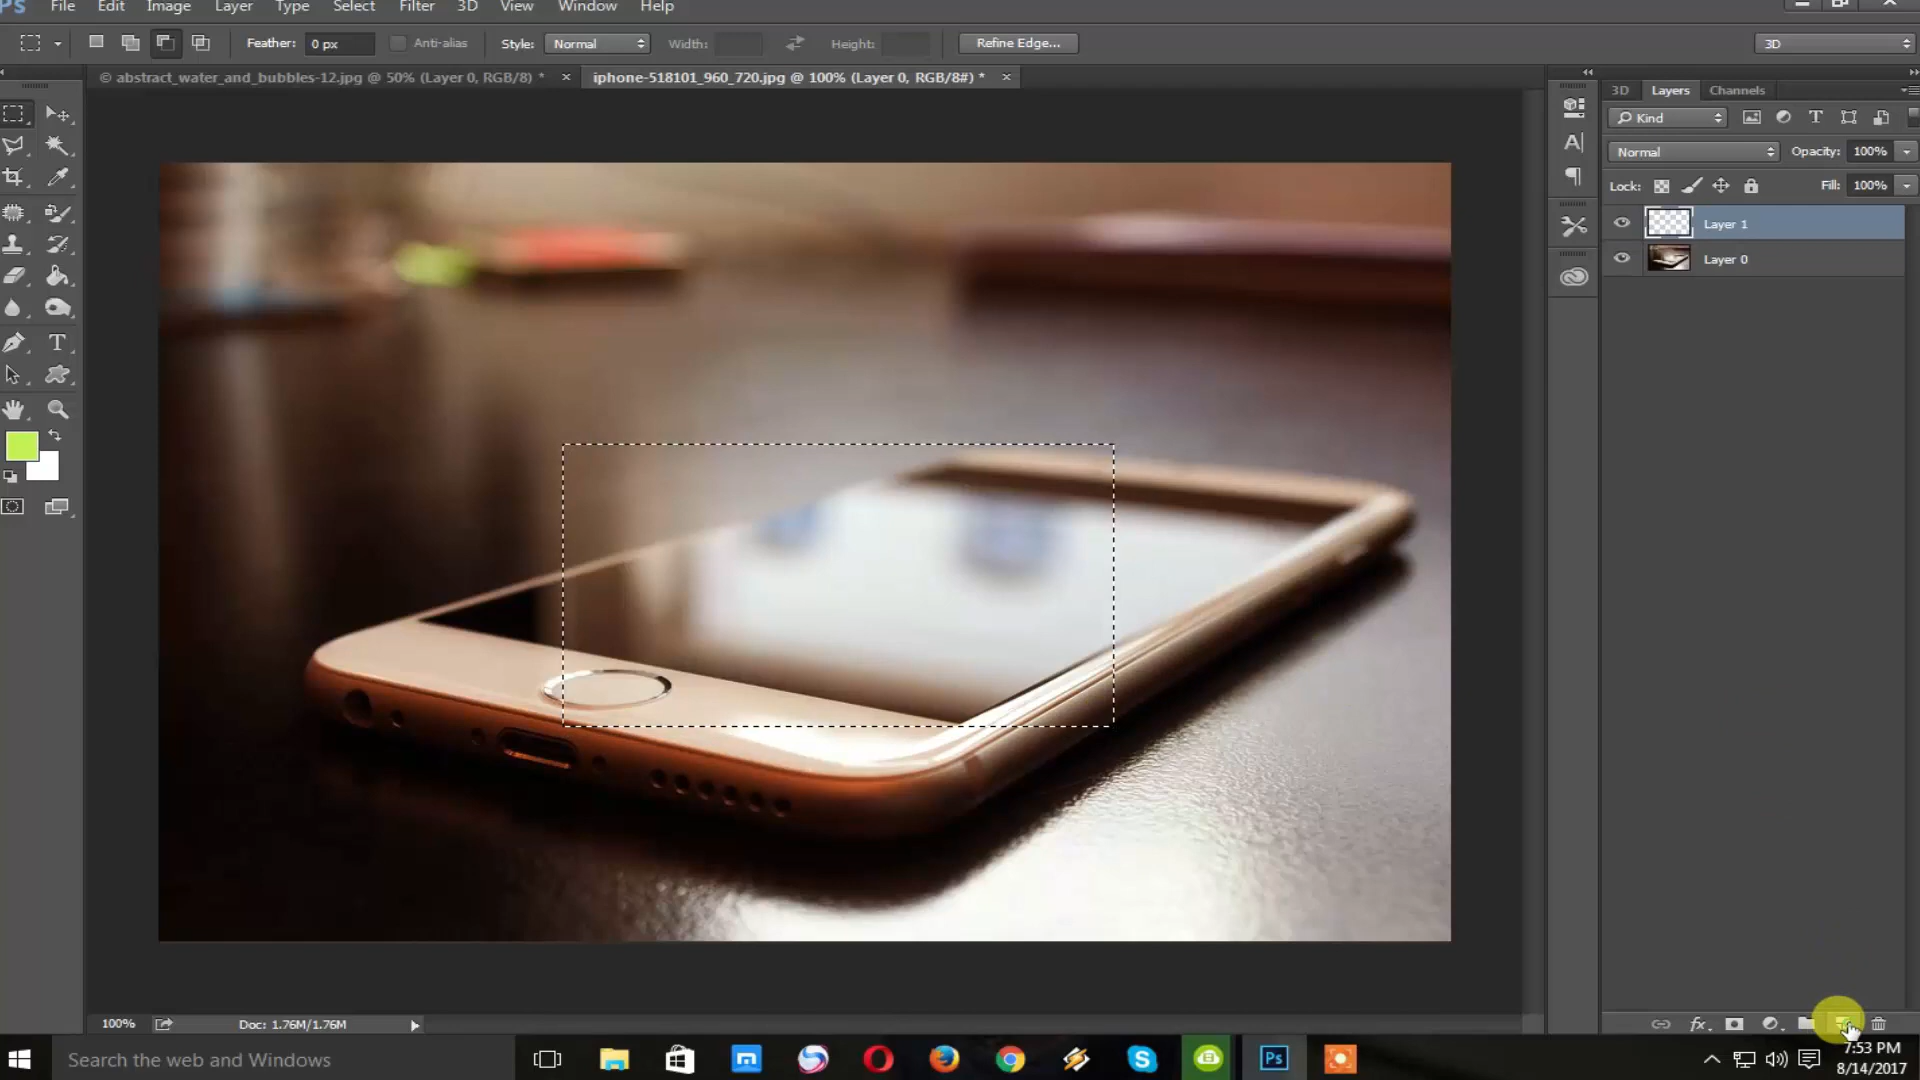 Ps File Edit Image Layer Type Select Filter 3D View Window Help
Feather: 0 px Anti-alias Style: Normal Width: Height: Refine Edge... 3D
© abstract_water_and_bubbles-12.jpg @ 50% (Layer 0, RGB/8) * × iphone-518101_960_720.jpg @ 100% (Layer 0, RGB/8#) * ×
3D Layers Channels
Kind
Normal Opacity: 100%
Lock: Fill: 100%
Layer 1
Layer 0
100% Doc: 1.76M/1.76M
Search the web and Windows
7:53 PM
8/14/2017